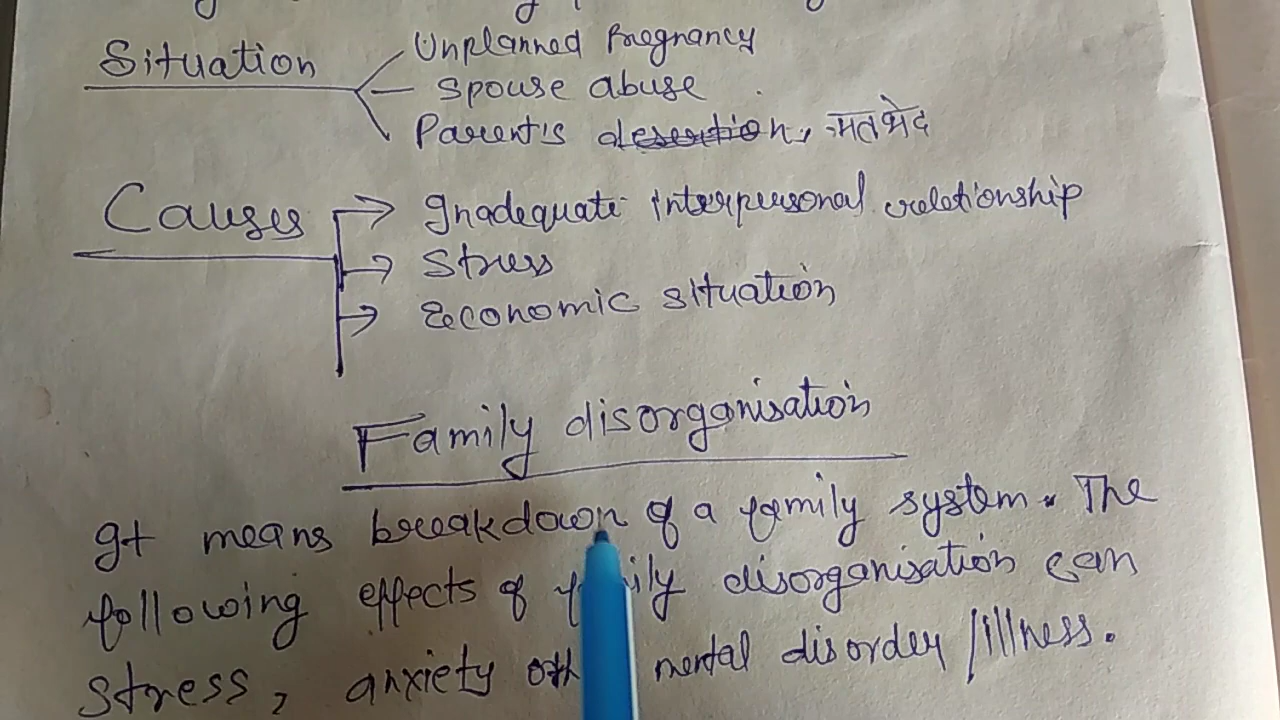 Situation
Unplanned Pregnancy
Spouse abuse
Parent's desertion, मतभेद
Causes
Inadequate interpersonal relationship
Stress
Economic situation
Family disorganisation
It means breakdown of a family system. The
following effects of disorganisation can
stress, anxiety mental disorder/illness.